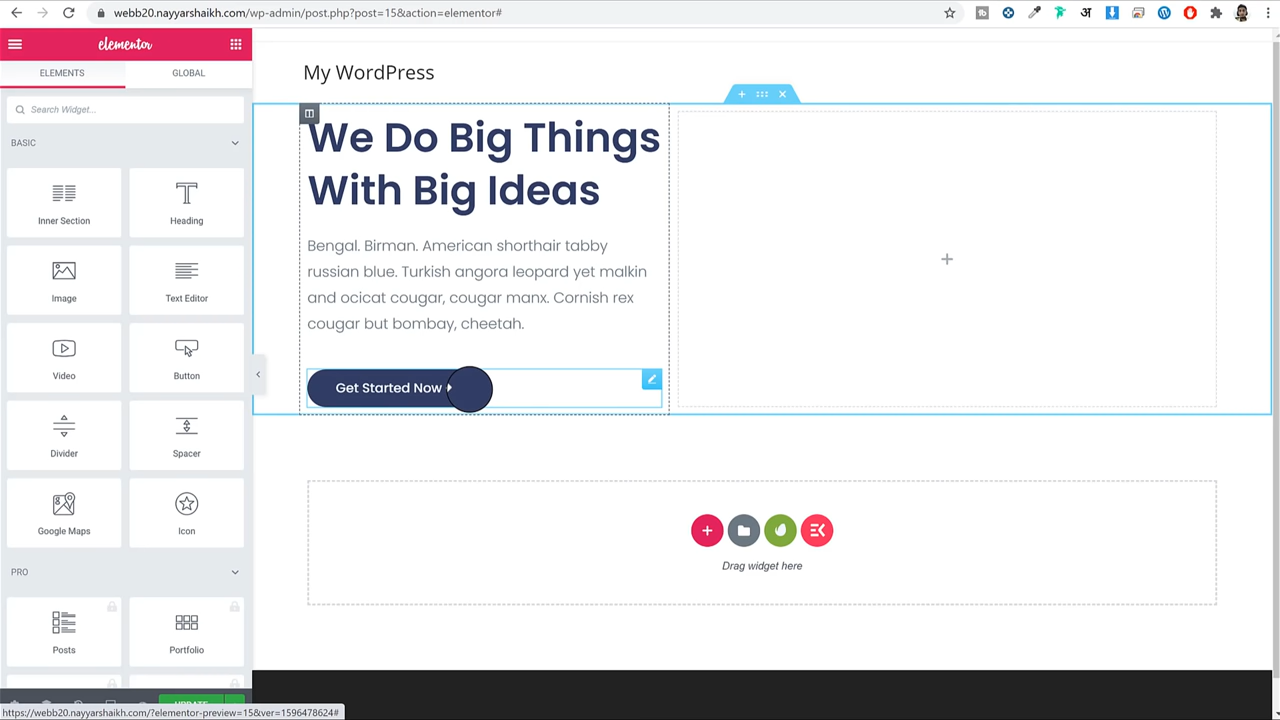 webb20.nayyarshaikh.com/wp-admin/post.php?post=15&action=elementor#
elementor
ELEMENTS
GLOBAL
Search Widget...
BASIC
Inner Section
Heading
Image
Text Editor
Video
Button
Divider
Spacer
Google Maps
Icon
PRO
Posts
Portfolio
UPDATE
https://webb20.nayyarshaikh.com/?elementor-preview=15&ver=1596478624#
My WordPress
We Do Big Things
With Big Ideas
Bengal. Birman. American shorthair tabby
russian blue. Turkish angora leopard yet malkin
and ocicat cougar, cougar manx. Cornish rex
cougar but bombay, cheetah.
Get Started Now
Drag widget here